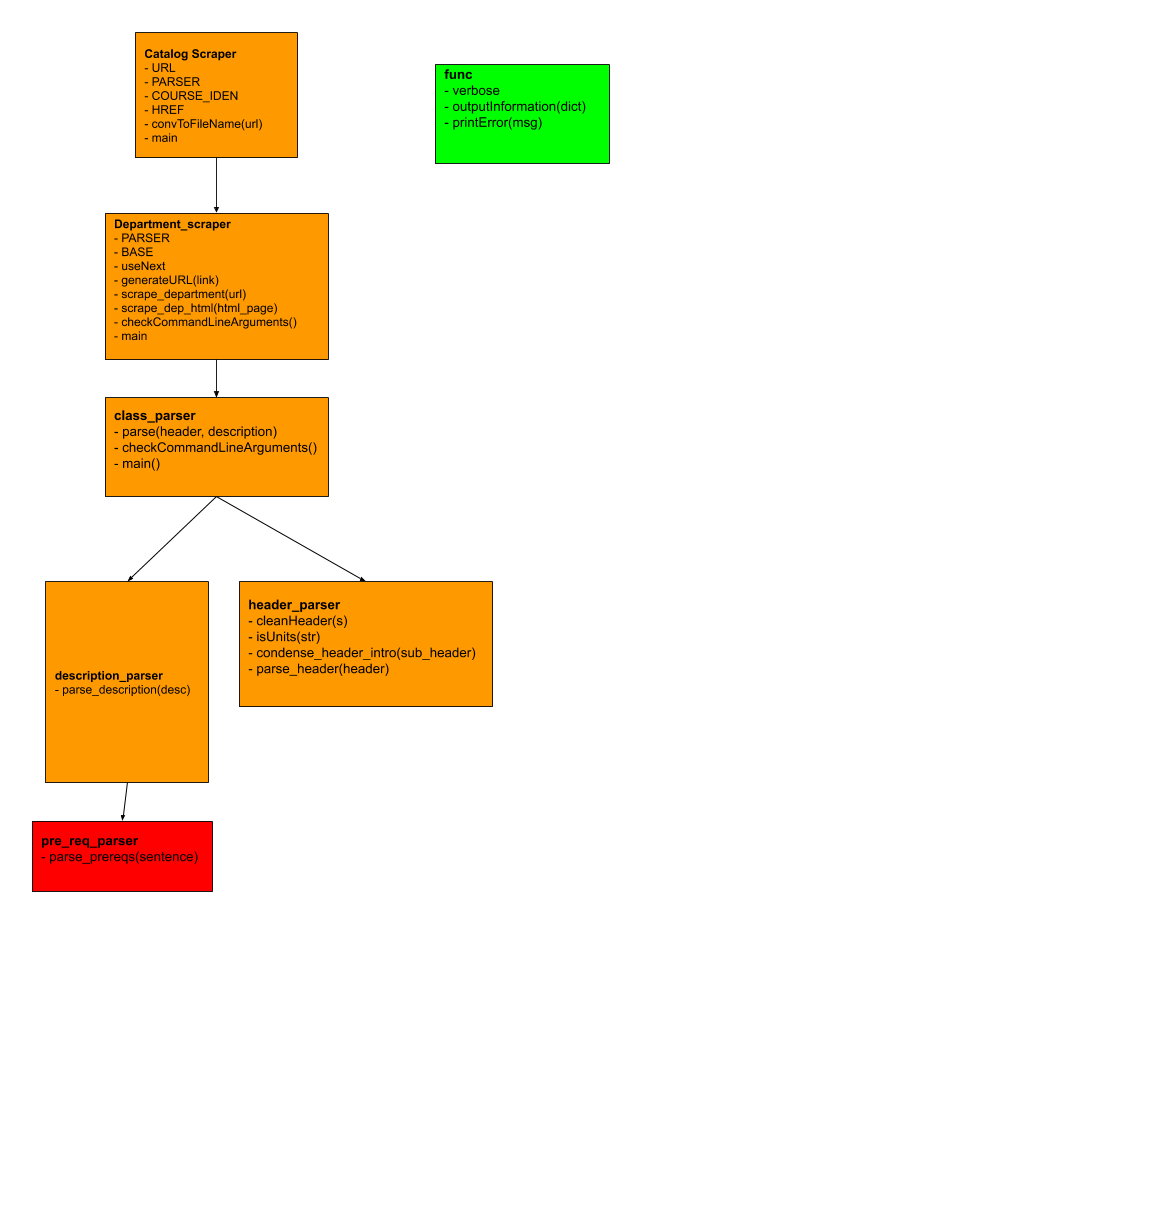 Catalog Scraper
- URL
- PARSER
- COURSE_IDEN
- HREF
- convToFileName(url)
- main
func
- verbose
- outputInformation(dict)
- printError(msg)
Department_scraper
- PARSER
- BASE
- useNext
- generateURL(link)
- scrape_department(url)
- scrape_dep_html(html_page)
- checkCommandLineArguments()
- main
class_parser
- parse(header, description)
- checkCommandLineArguments()
- main()
description_parser
- parse_description(desc)
header_parser
- cleanHeader(s)
- isUnits(str)
- condense_header_intro(sub_header)
- parse_header(header)
pre_req_parser
- parse_prereqs(sentence)